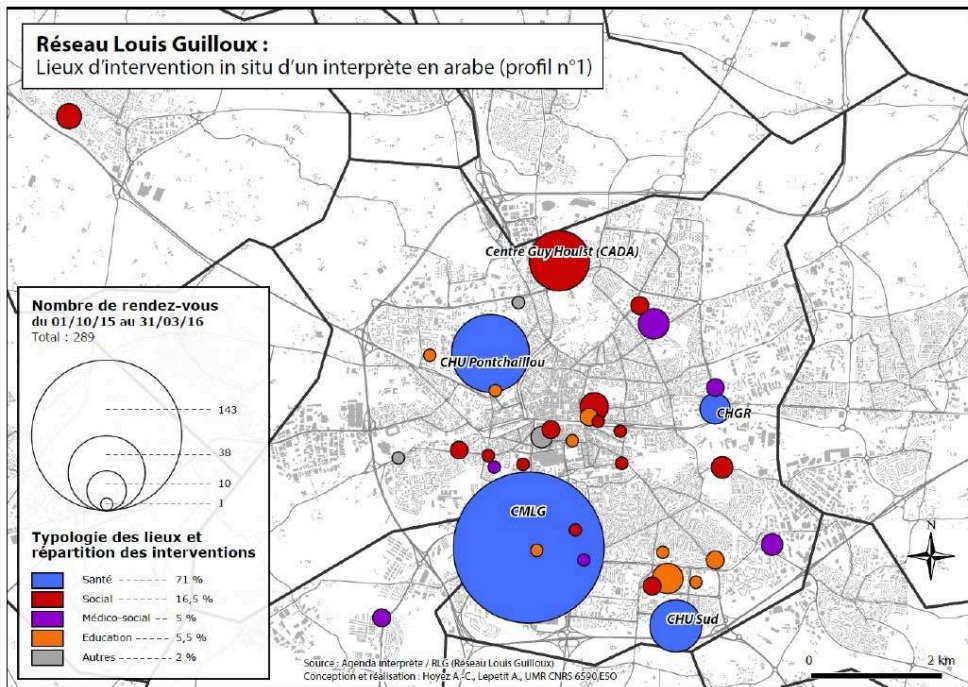 Réseau Louis Guilloux :
Lieux d'intervention in situ d'un interprète en arabe (profil n°1)
Centre Guy Houist (CADA)
CHU Pontchaillou
CHGR
CMLG
CHU Sud
Nombre de rendez-vous
du 01/10/15 au 31/03/16
Total : 289
143
38
10
1
Typologie des lieux et
répartition des interventions
Santé 71 %
Social 16,5 %
Médico-social 5 %
Education 5,5 %
Autres 2 %
N
0 2 km
Source : Agenda interprète / RLG (Réseau Louis Guilloux)
Conception et réalisation : Hoyez A.-C., Lepetit A., UMR CNRS 6590 ESO